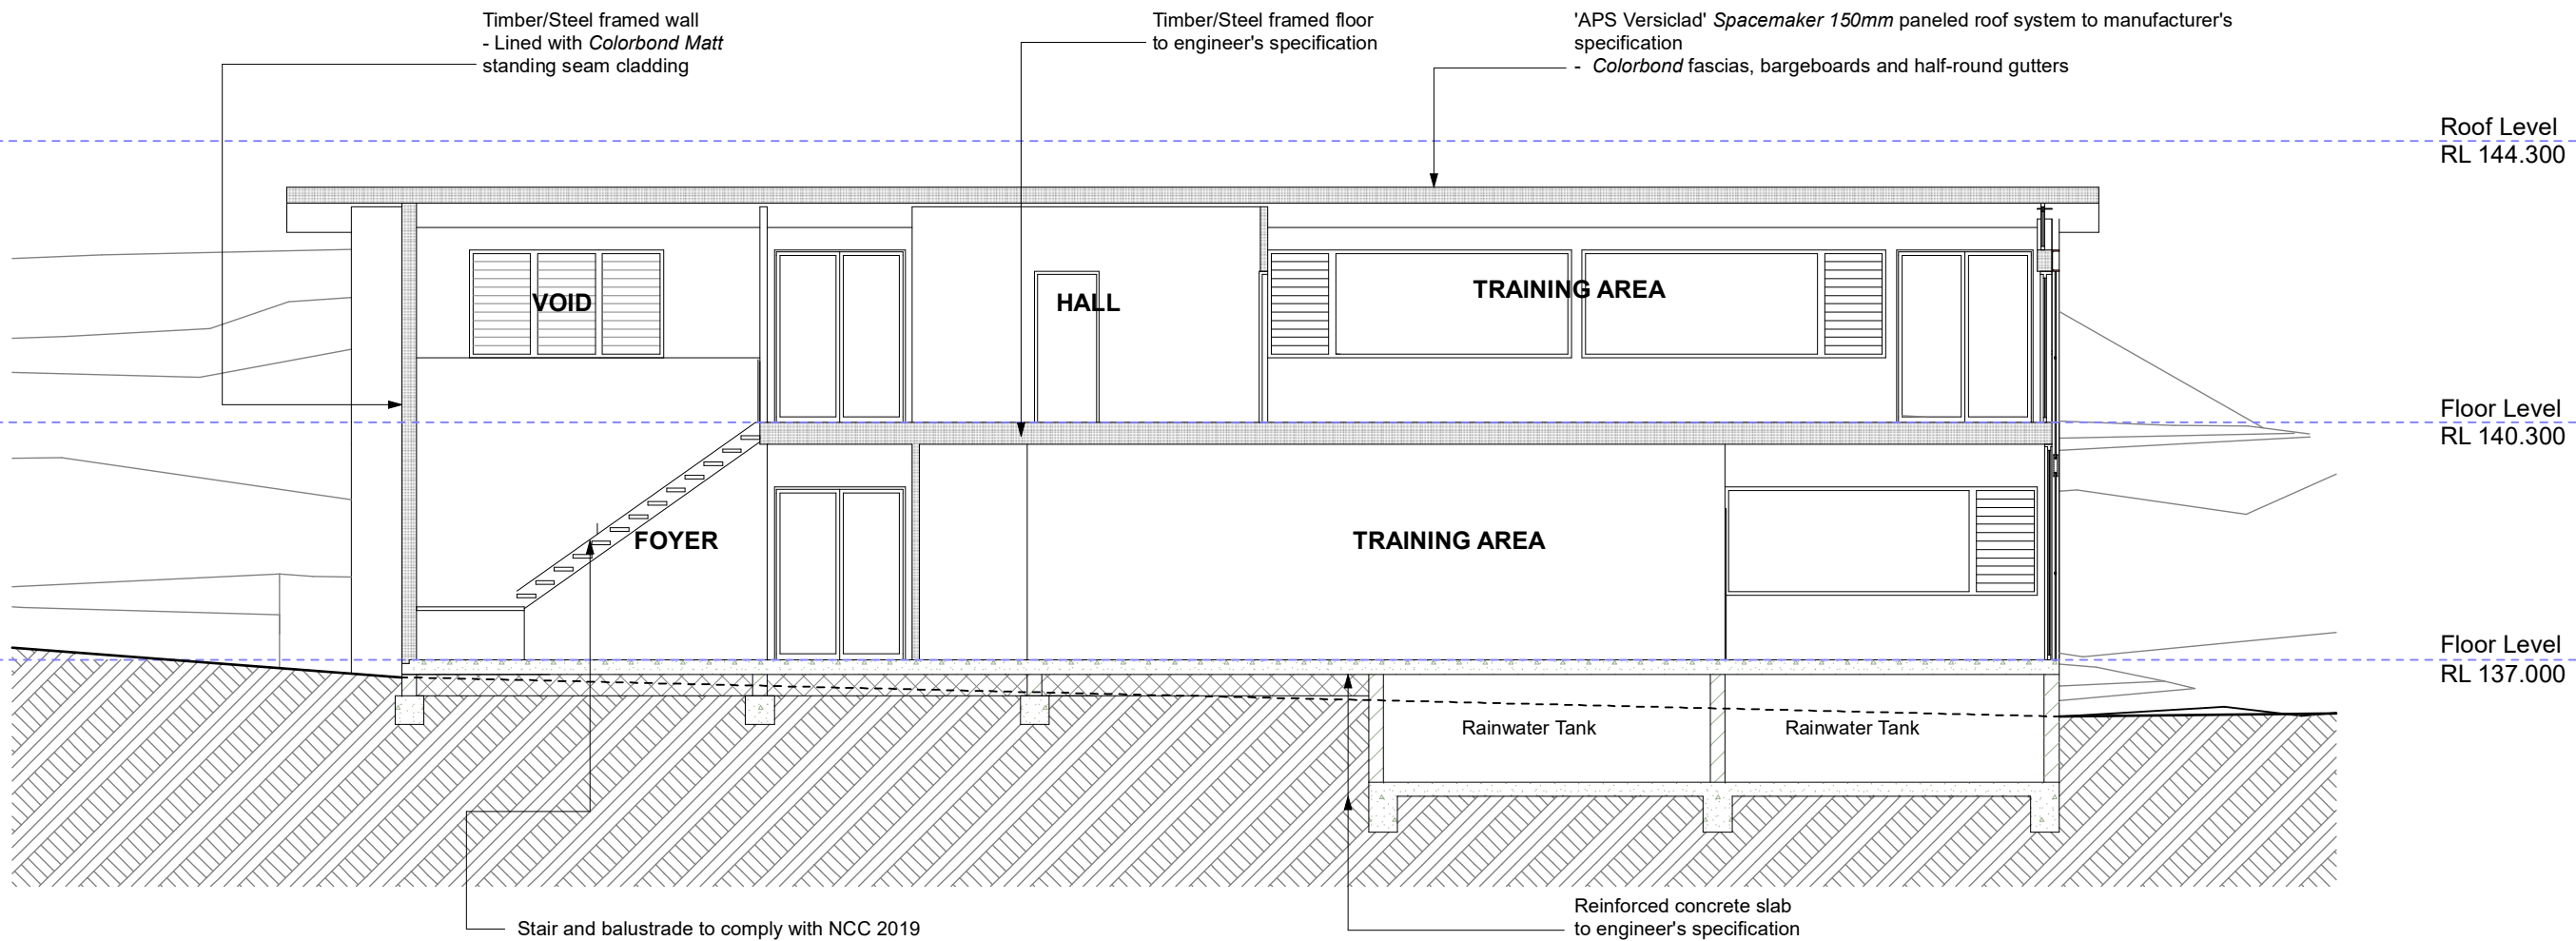 Timber/Steel framed wall
- Lined with Colorbond Matt
standing seam cladding
Timber/Steel framed floor
to engineer's specification
'APS Versiclad' Spacemaker 150mm paneled roof system to manufacturer's
specification
- Colorbond fascias, bargeboards and half-round gutters
Roof Level
RL 144.300
VOID
HALL
TRAINING AREA
Floor Level
RL 140.300
FOYER
TRAINING AREA
Floor Level
RL 137.000
Rainwater Tank
Rainwater Tank
Stair and balustrade to comply with NCC 2019
Reinforced concrete slab
to engineer's specification